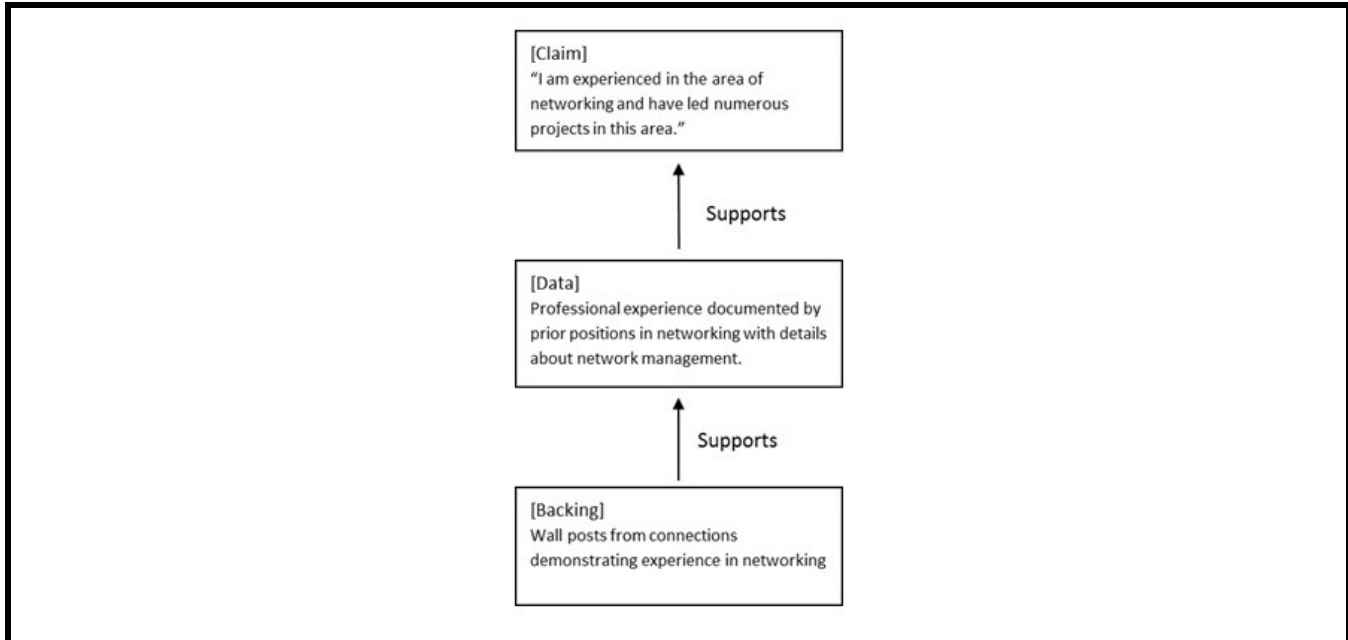 [Claim]
“I am experienced in the area of
networking and have led numerous
projects in this area.”
Supports
[Data]
Professional experience documented by
prior positions in networking with details
about network management.
Supports
[Backing]
Wall posts from connections
demonstrating experience in networking